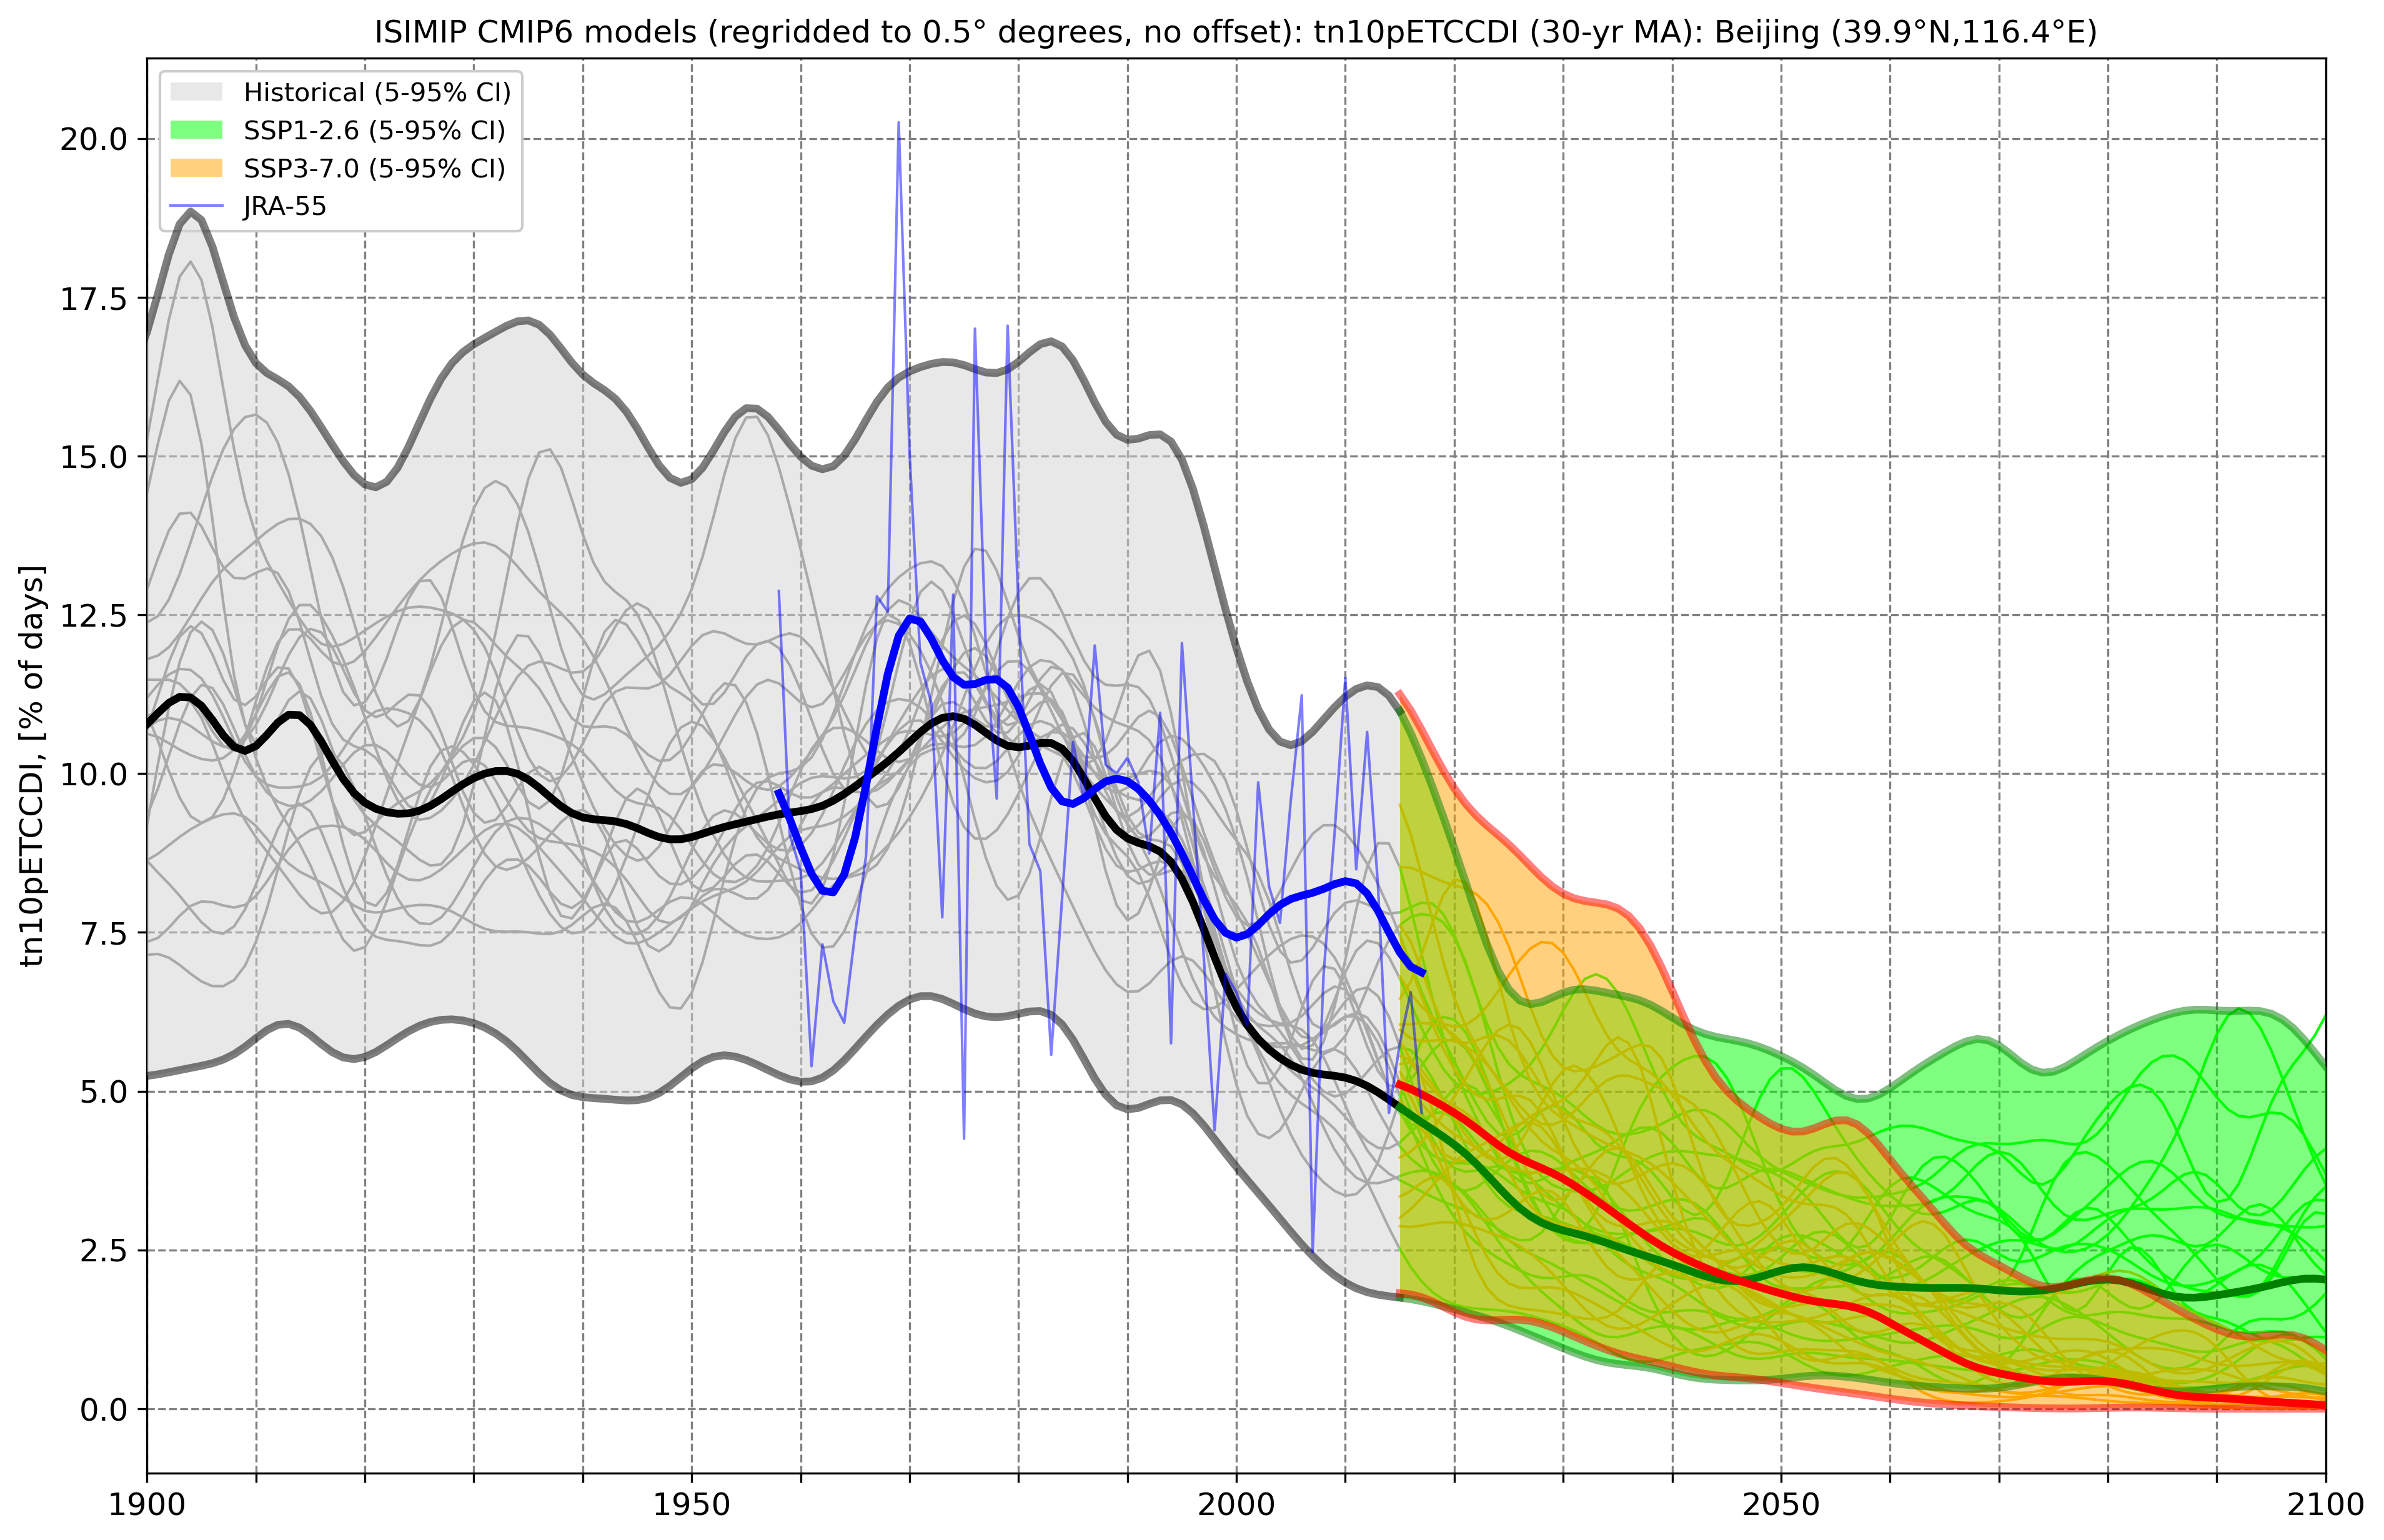 ISIMIP CMIP6 models (regridded to 0.5° degrees, no offset): tn10pETCCDI (30-yr MA): Beijing (39.9°N,116.4°E)
Historical (5-95% CI)
SSP1-2.6 (5-95% CI)
SSP3-7.0 (5-95% CI)
JRA-55
tn10pETCCDI, [% of days]
20.0
17.5
15.0
12.5
10.0
7.5
5.0
2.5
0.0
1900
1950
2000
2050
2100